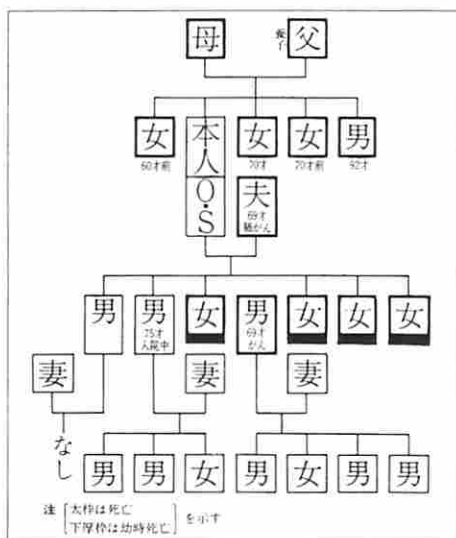 母 養子 父
女 本人 女 女 男
60才前 O・S 70才 70才前 92才
夫
69才
がん
男 男 女 男 女 女 女
75才 69才
入院中 がん
妻 妻 妻
なし 男 男 女 男 女 男 男
注 太枠は死亡
下厚枠は幼時死亡 を示す